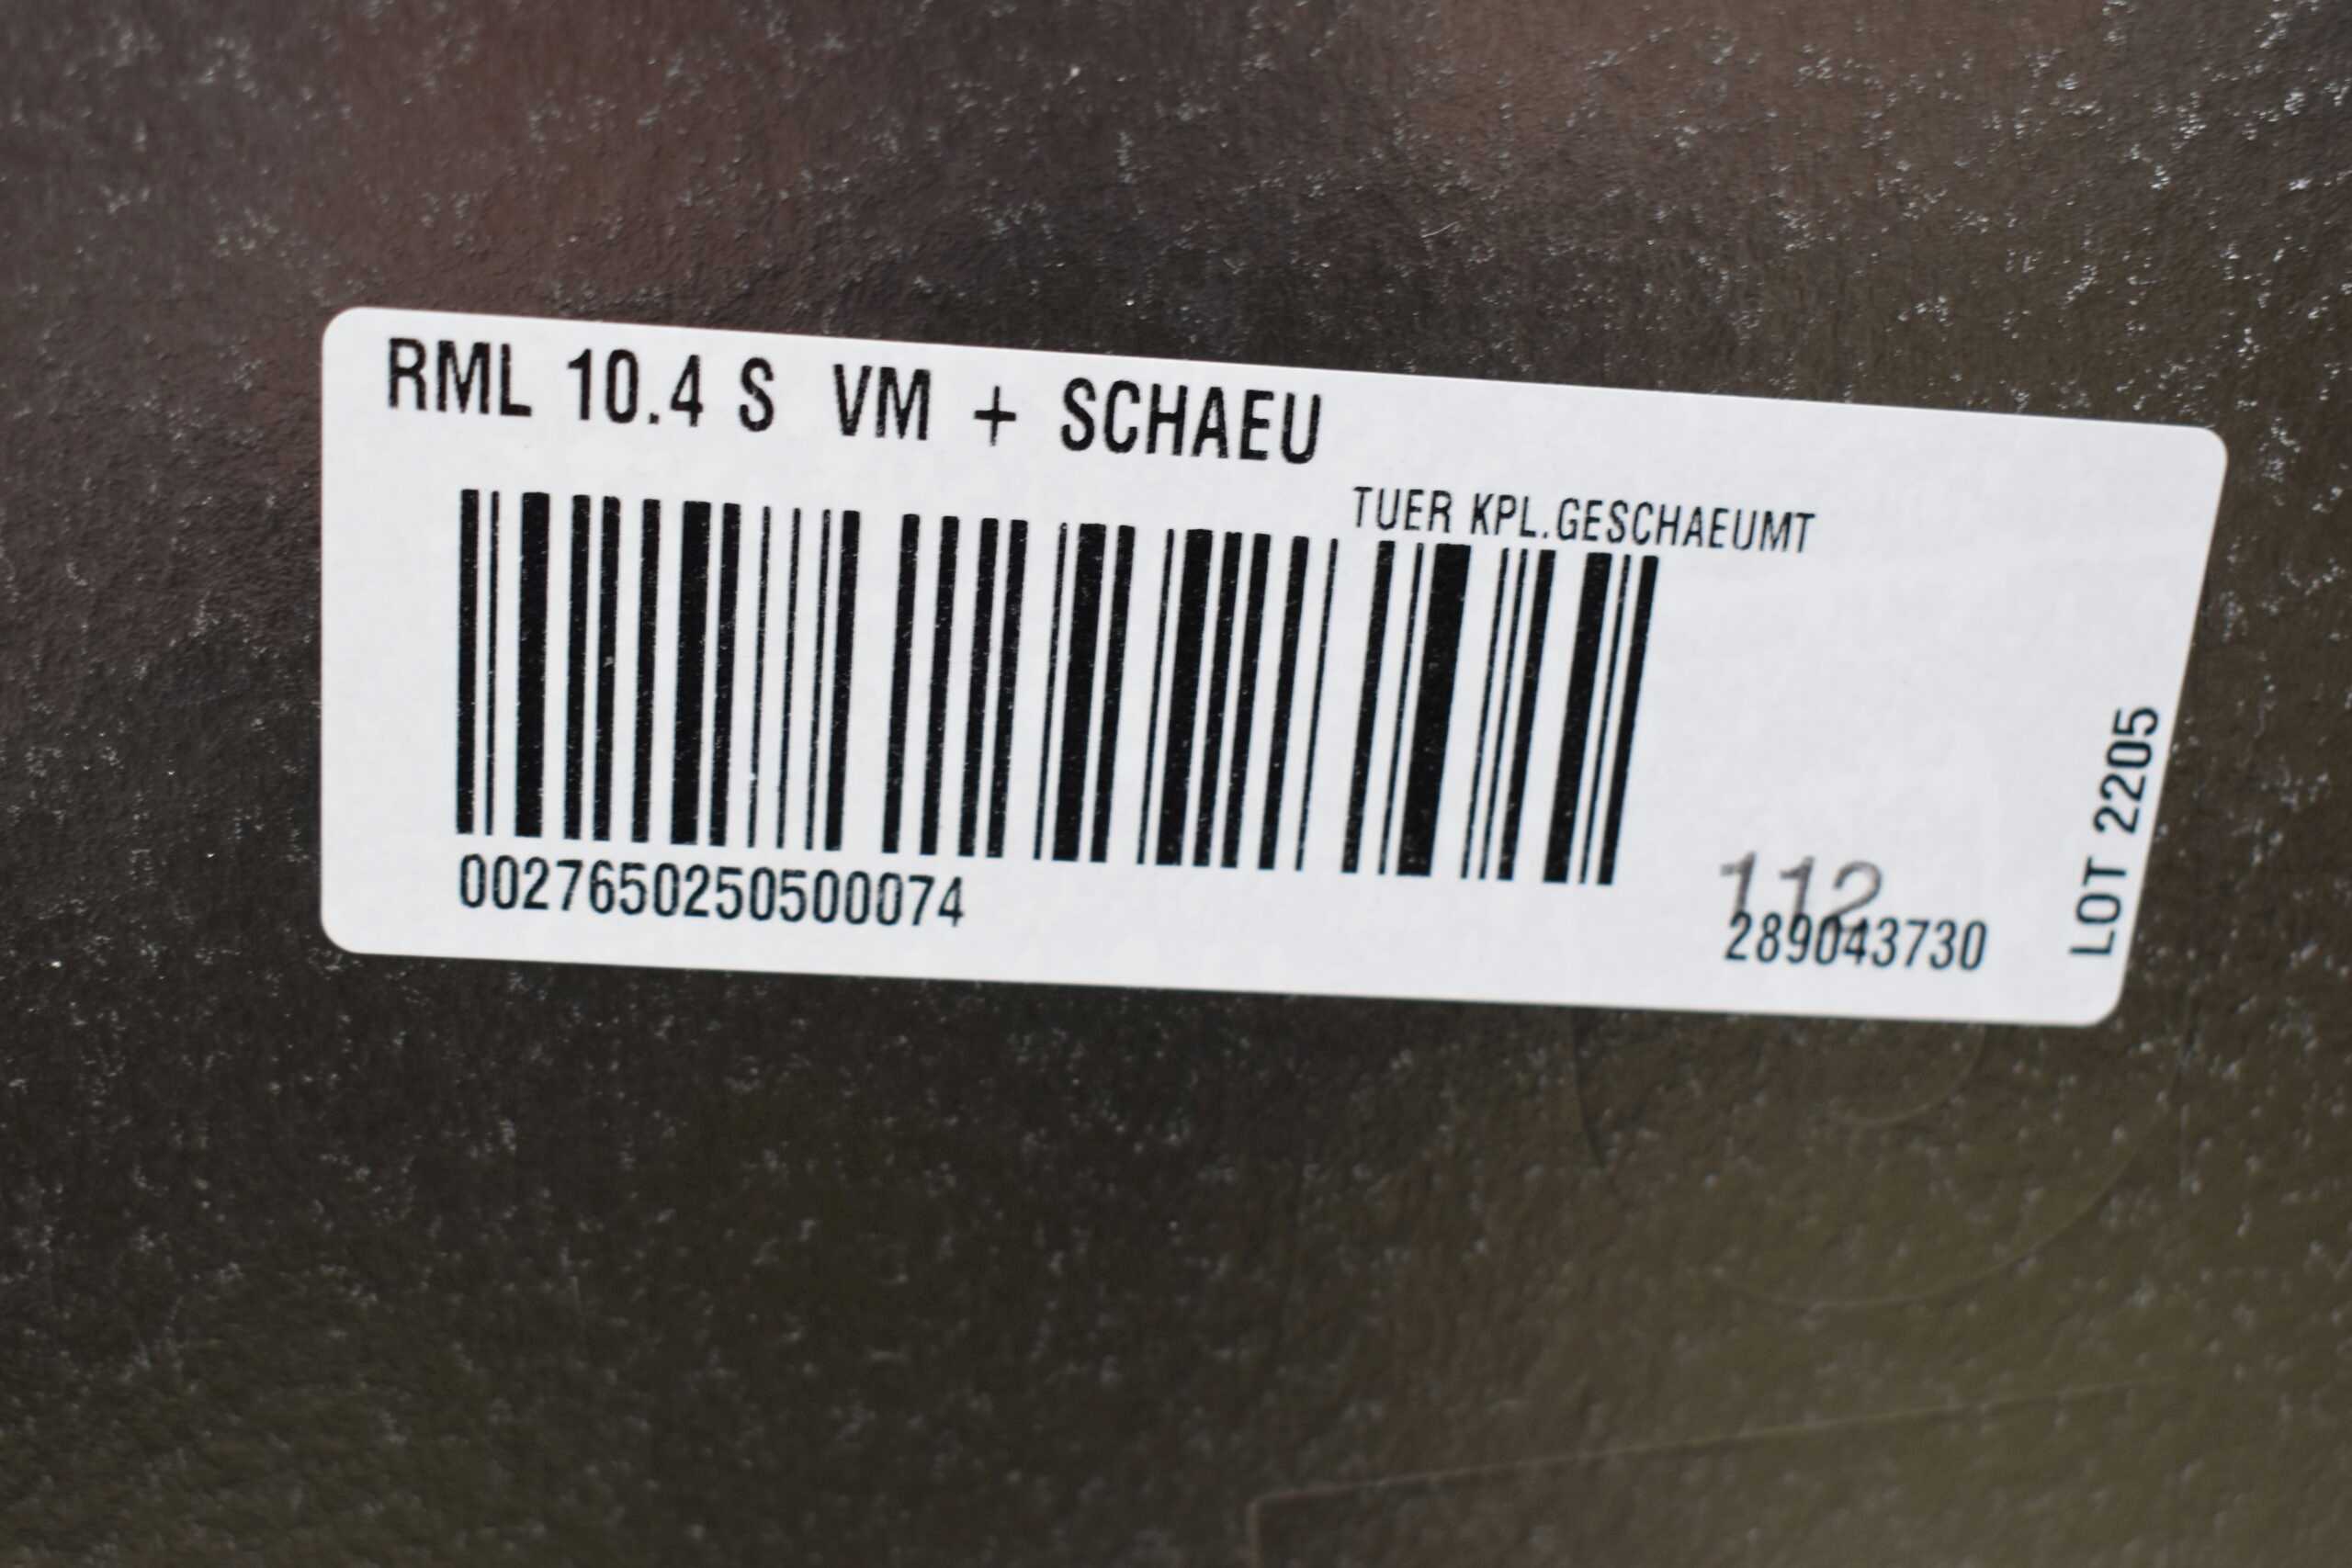 RML 10.4 S VM + SCHAEU
TUER KPL.GESCHAEUMT
0027650250500074
112
289043730
LOT 2205